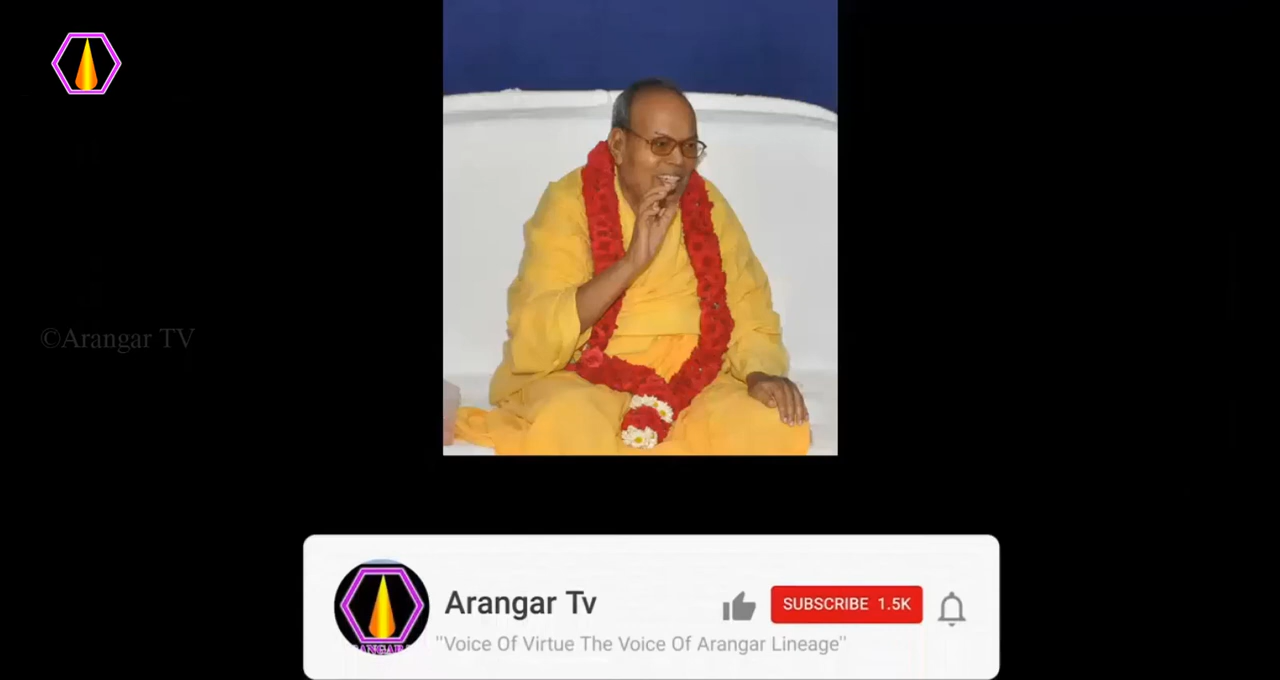 ©Arangar TV
Arangar Tv
SUBSCRIBE 1.5K
"Voice Of Virtue The Voice Of Arangar Lineage"